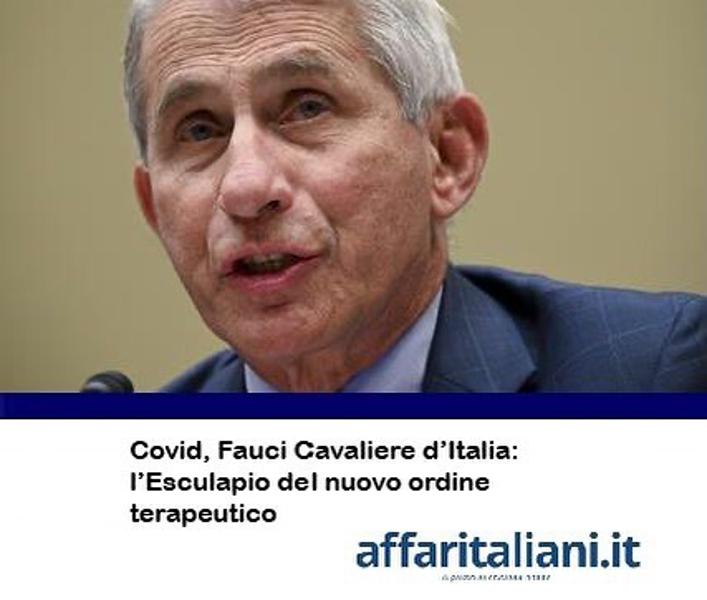 Covid, Fauci Cavaliere d’Italia:
l’Esculapio del nuovo ordine
terapeutico
affaritaliani.it